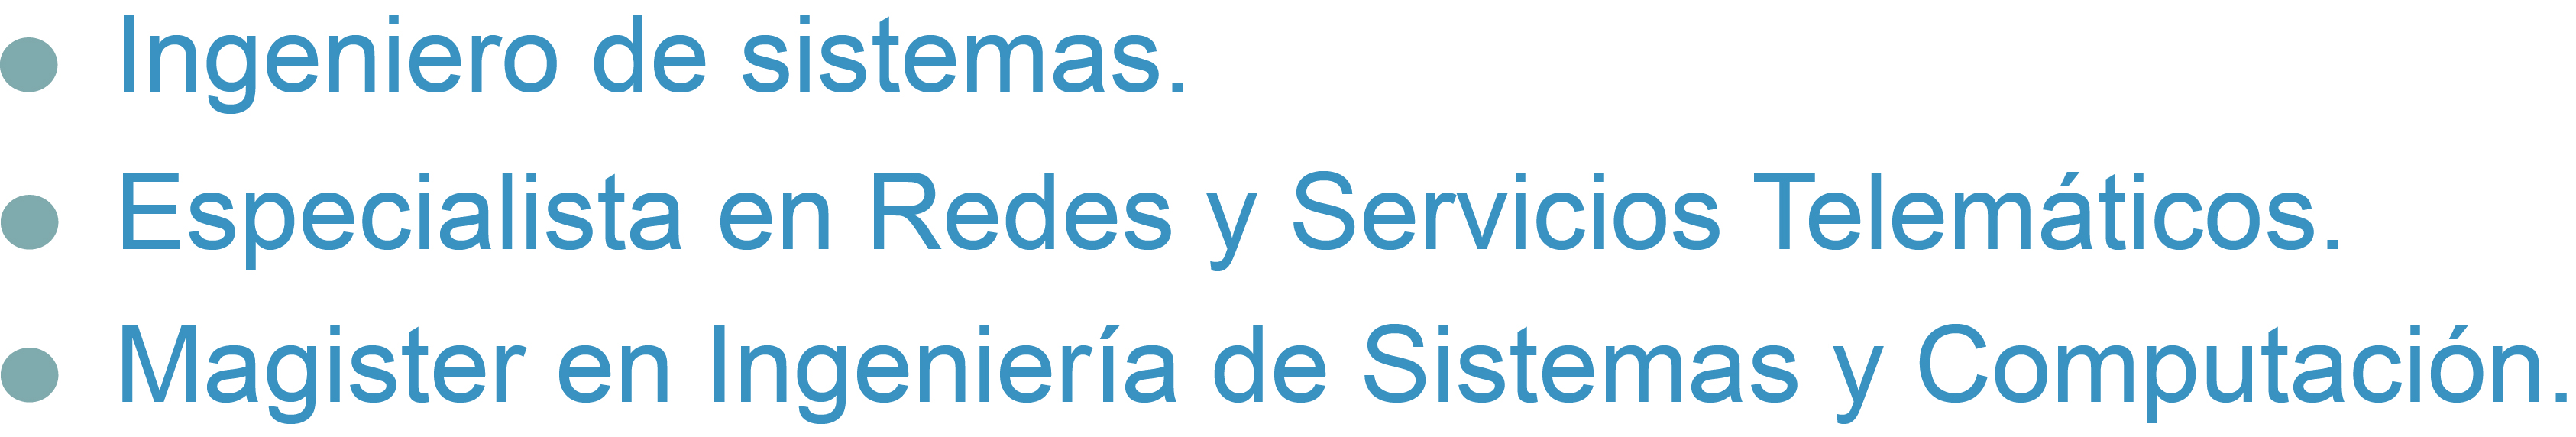 ● Ingeniero de sistemas.
● Especialista en Redes y Servicios Telemáticos.
● Magister en Ingeniería de Sistemas y Computación.